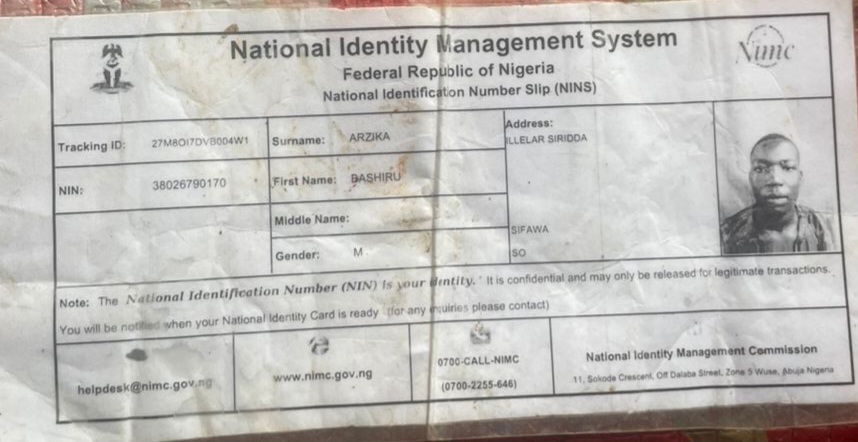 National Identity Management System
Federal Republic of Nigeria
National Identification Number Slip (NINS)
Nimc
Tracking ID: 27M8OI7DVB004W1
Surname: ARZIKA
Address:
ILLELAR SIRIDDA
NIN: 38026790170
First Name: BASHIRU
Middle Name:
SIFAWA
Gender: M
SO
Note: The National Identification Number (NIN) is your identity. It is confidential and may only be released for legitimate transactions.
You will be notified when your National Identity Card is ready (for any enquiries please contact)
helpdesk@nimc.gov.ng
www.nimc.gov.ng
0700-CALL-NIMC
(0700-2255-646)
National Identity Management Commission
11, Sokode Crescent, Off Dalaba Street, Zone 5 Wuse, Abuja Nigeria